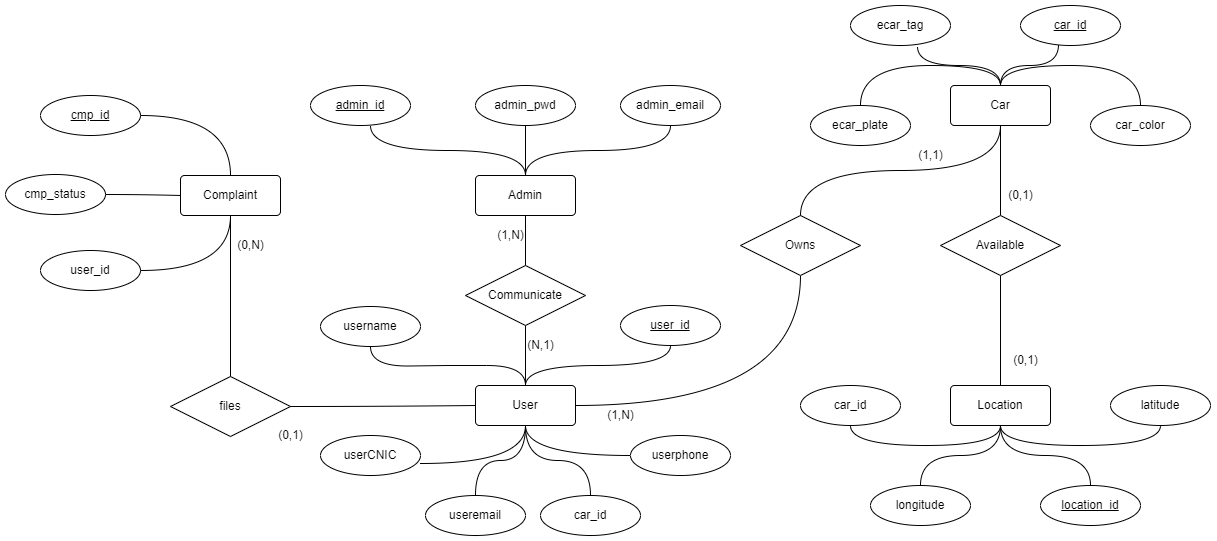 ecar_tag
car_id
cmp_id
admin_id
admin_pwd
admin_email
Car
ecar_plate
car_color
(1,1)
cmp_status
Complaint
Admin
(0,1)
(1,N)
(0,N)
Owns
Available
user_id
Communicate
username
user_id
(N,1)
(0,1)
files
User
(1,N)
car_id
Location
latitude
(0,1)
userCNIC
userphone
useremail
car_id
longitude
location_id